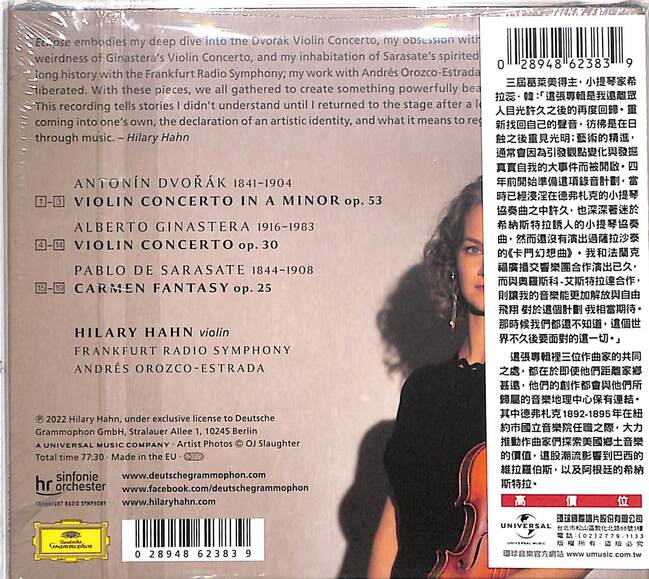 Eclipse embodies my deep dive into the Dvořák Violin Concerto, my obsession with
weirdness of Ginastera's Violin Concerto, and my inhabitation of Sarasate's spirited
long history with the Frankfurt Radio Symphony; my work with Andrés Orozco-Estrada
liberated. With these pieces, we all gathered to create something powerfully
This recording tells stories I didn't understand until I returned to the stage after a
coming into one's own, the declaration of an artistic identity, and what it means to
through music. – Hilary Hahn
ANTONÍN DVOŘÁK 1841–1904
1–3 VIOLIN CONCERTO IN A MINOR op. 53
ALBERTO GINASTERA 1916–1983
4–14 VIOLIN CONCERTO op. 30
PABLO DE SARASATE 1844–1908
CARMEN FANTASY op. 25
HILARY HAHN violin
FRANKFURT RADIO SYMPHONY
ANDRÉS OROZCO-ESTRADA
℗ 2022 Hilary Hahn, under exclusive license to Deutsche
Grammophon GmbH, Stralauer Allee 1, 10245 Berlin
A UNIVERSAL MUSIC COMPANY · Artist Photos © OJ Slaughter
Total time 77:30 · Made in the EU
hr sinfonie
orchester
FRANKFURT RADIO SYMPHONY
www.deutschegrammophon.com
www.facebook.com/deutschegrammophon
www.hilaryhahn.com
Deutsche
Grammophon
0 28948 62383 9
0 28948 62383 9
三屆葛萊美得主，小提琴家希
拉蕊．韓：「這張專輯是我遠離眾
人目光許久之後的再度回歸。重
新找回自己的聲音，彷彿是在日
蝕之後重見光明；藝術的精進，
通常會因為引發觀點變化與發掘
真實自我的大事件而被開啟。四
年前開始準備這項錄音計劃，當
時已經浸淫在德弗札克的小提琴
協奏曲之中許久，也深深著迷於
希納斯特拉誘人的小提琴協奏
曲，然而還沒有演出過薩拉沙泰
的《卡門幻想曲》。我和法蘭克
福廣播交響樂團合作演出已久，
而與奧羅斯科-艾斯特拉達合作，
則讓我的音樂能更加解放與自由
飛翔 對於這個計劃 我相當期待。
那時候我們都還不知道，這個世
界不久後要面對的這一切。」
這張專輯裡三位作曲家的共同
之處，都在於即使他們距離家鄉
甚遠，他們的創作都會與他們所
歸屬的音樂地理中心保有連結。
其中德弗札克1892-1895年在紐
約市國立音樂院任職之際，大力
推動作曲家們探索美國鄉土音樂
的價值，這股潮流影響到巴西的
維拉羅伯斯，以及阿根廷的希納
斯特拉。
高價位
UNIVERSAL
環球國際唱片股份有限公司
台北市松山區敦化北路88號3樓
電話：(02)2779-1133
版權所有．盜版必究
環球音樂官方網站 www.umusic.com.tw